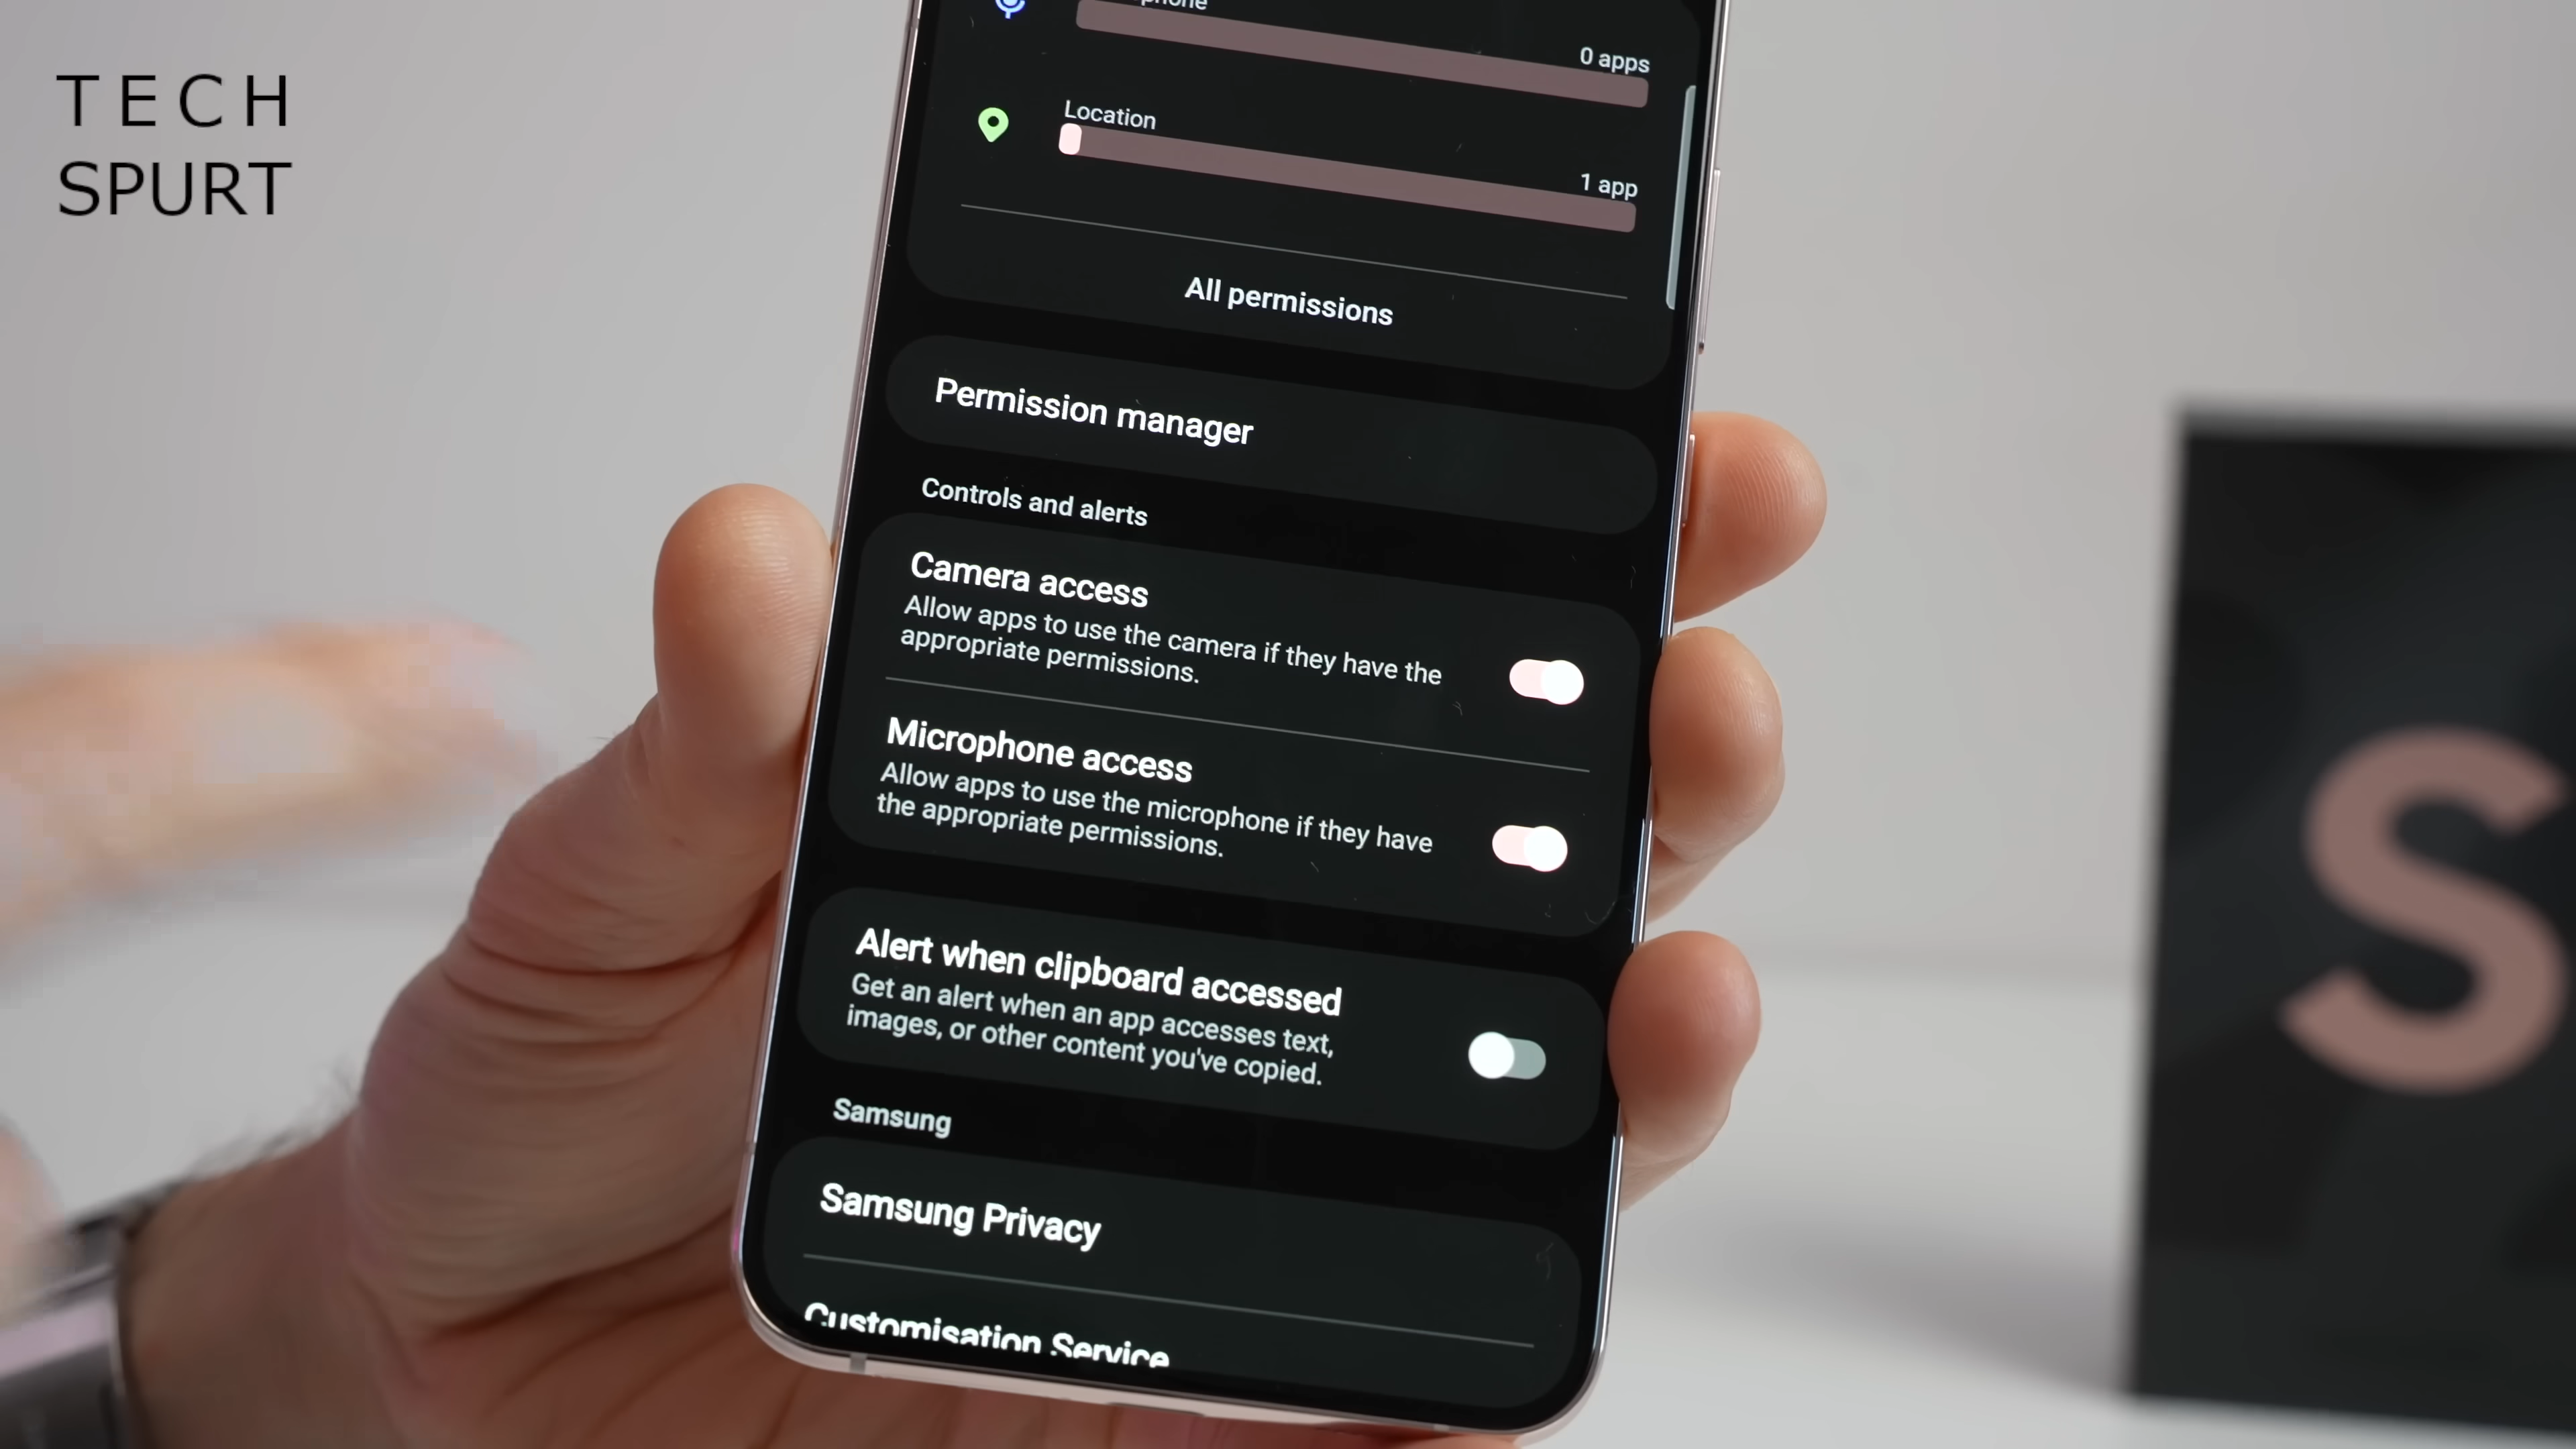 TECH
SPURT
0 apps
Location
1 app
All permissions
Permission manager
Controls and alerts
Camera access
Allow apps to use the camera if they have the
appropriate permissions.
Microphone access
Allow apps to use the microphone if they have
the appropriate permissions.
Alert when clipboard accessed
Get an alert when an app accesses text,
images, or other content you've copied.
Samsung
Samsung Privacy
Customisation Service
S